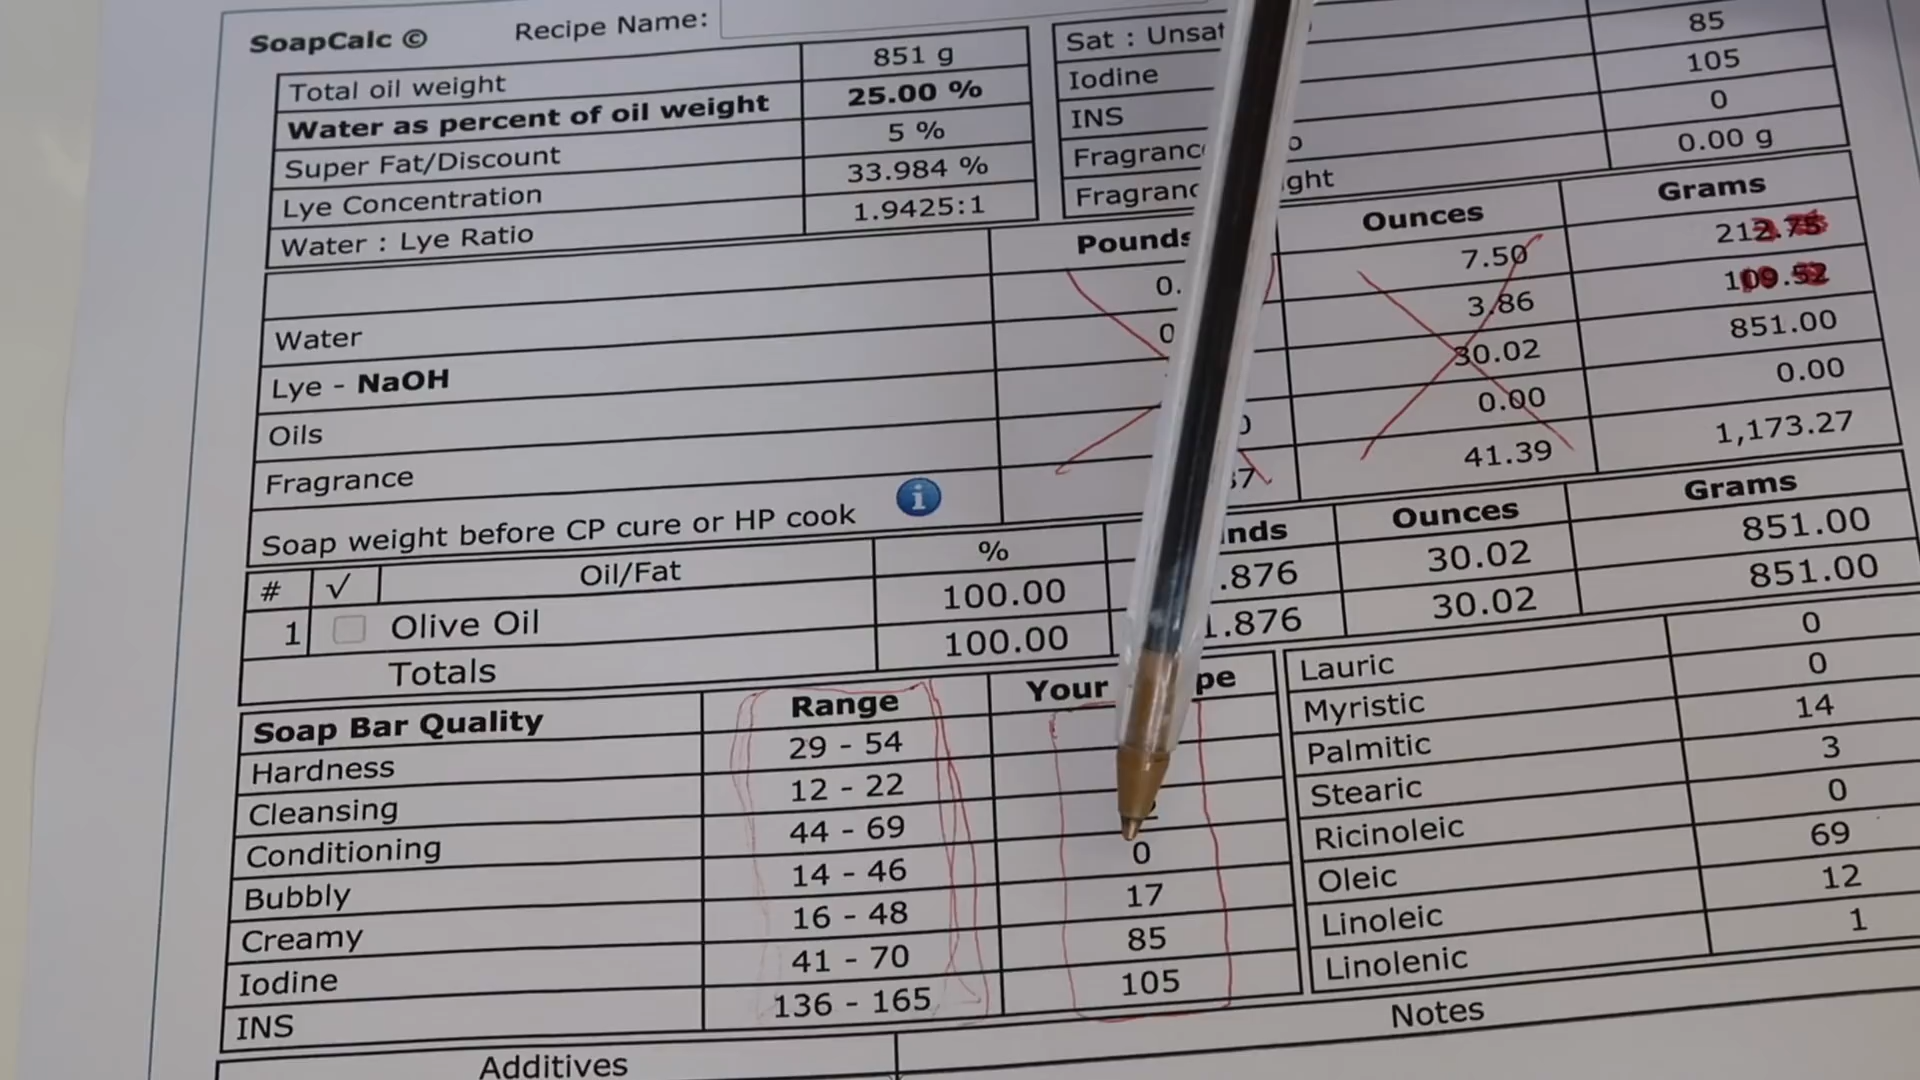 SoapCalc © Recipe Name:
Total oil weight 851 g
Water as percent of oil weight 25.00 %
Super Fat/Discount 5 %
Lye Concentration 33.984 %
Water : Lye Ratio 1.9425:1
Sat : Unsat
Iodine 85
INS 105
0
0.00 g
Pounds Ounces Grams
Water 7.50 212.75
Lye - NaOH 3.86 109.52
Oils 30.02 851.00
Fragrance 0.00 0.00
Soap weight before CP cure or HP cook i 41.39 1,173.27
# √ Oil/Fat % Ounces Grams
1 Olive Oil 100.00 .876 30.02 851.00
Totals 100.00 1.876 30.02 851.00
Soap Bar Quality Range Your
Hardness 29 - 54
Cleansing 12 - 22
Conditioning 44 - 69
Bubbly 14 - 46 0
Creamy 16 - 48 17
Iodine 41 - 70 85
INS 136 - 165 105
Lauric 0
Myristic 0
Palmitic 14
Stearic 3
Ricinoleic 0
Oleic 69
Linoleic 12
Linolenic 1
Additives Notes